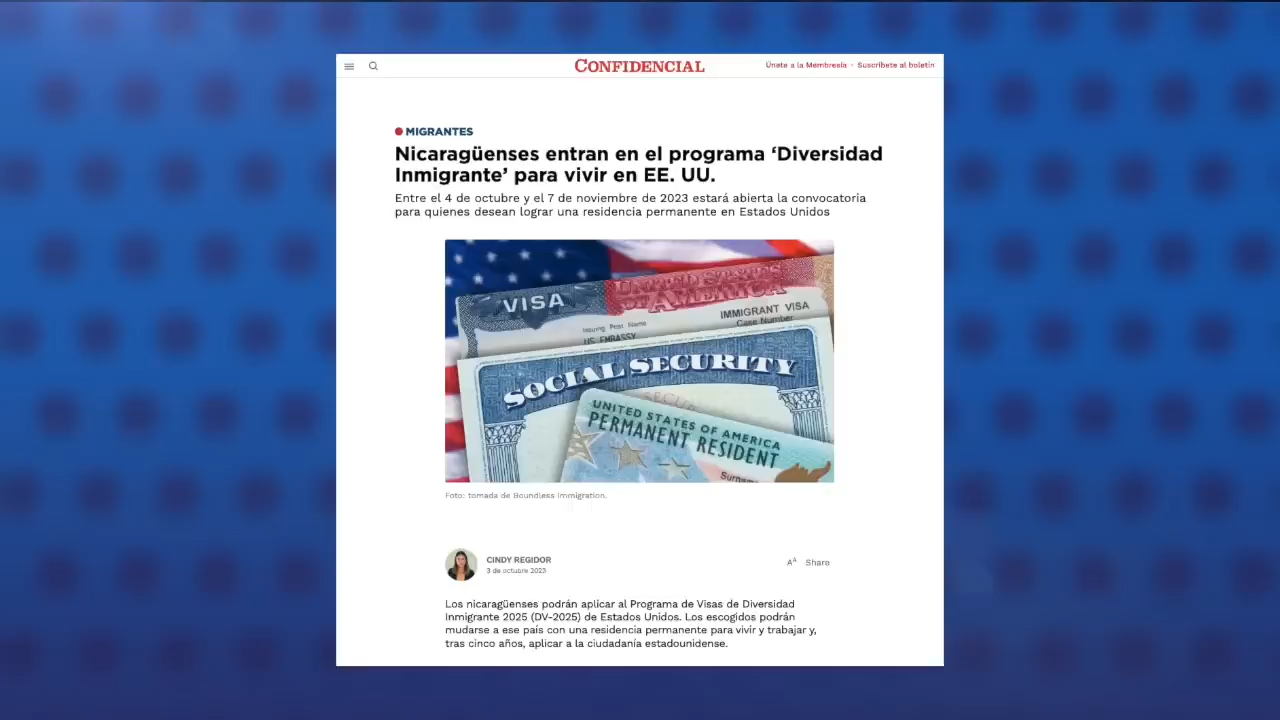 CONFIDENCIAL
Únete a la Membresía · Suscríbete al boletín
MIGRANTES
Nicaragüenses entran en el programa ‘Diversidad
Inmigrante’ para vivir en EE. UU.
Entre el 4 de octubre y el 7 de noviembre de 2023 estará abierta la convocatoria
para quienes desean lograr una residencia permanente en Estados Unidos
VISA
UNITED STATES
OF AMERICA
Issuing Post Name
US EMBASSY
IMMIGRANT VISA
Case Number
SOCIAL SECURITY
UNITED STATES OF AMERICA
PERMANENT RESIDENT
Foto: tomada de Boundless Immigration.
CINDY REGIDOR
3 de octubre 2023
AA Share
Los nicaragüenses podrán aplicar al Programa de Visas de Diversidad
Inmigrante 2025 (DV-2025) de Estados Unidos. Los escogidos podrán
mudarse a ese país con una residencia permanente para vivir y trabajar y,
tras cinco años, aplicar a la ciudadanía estadounidense.